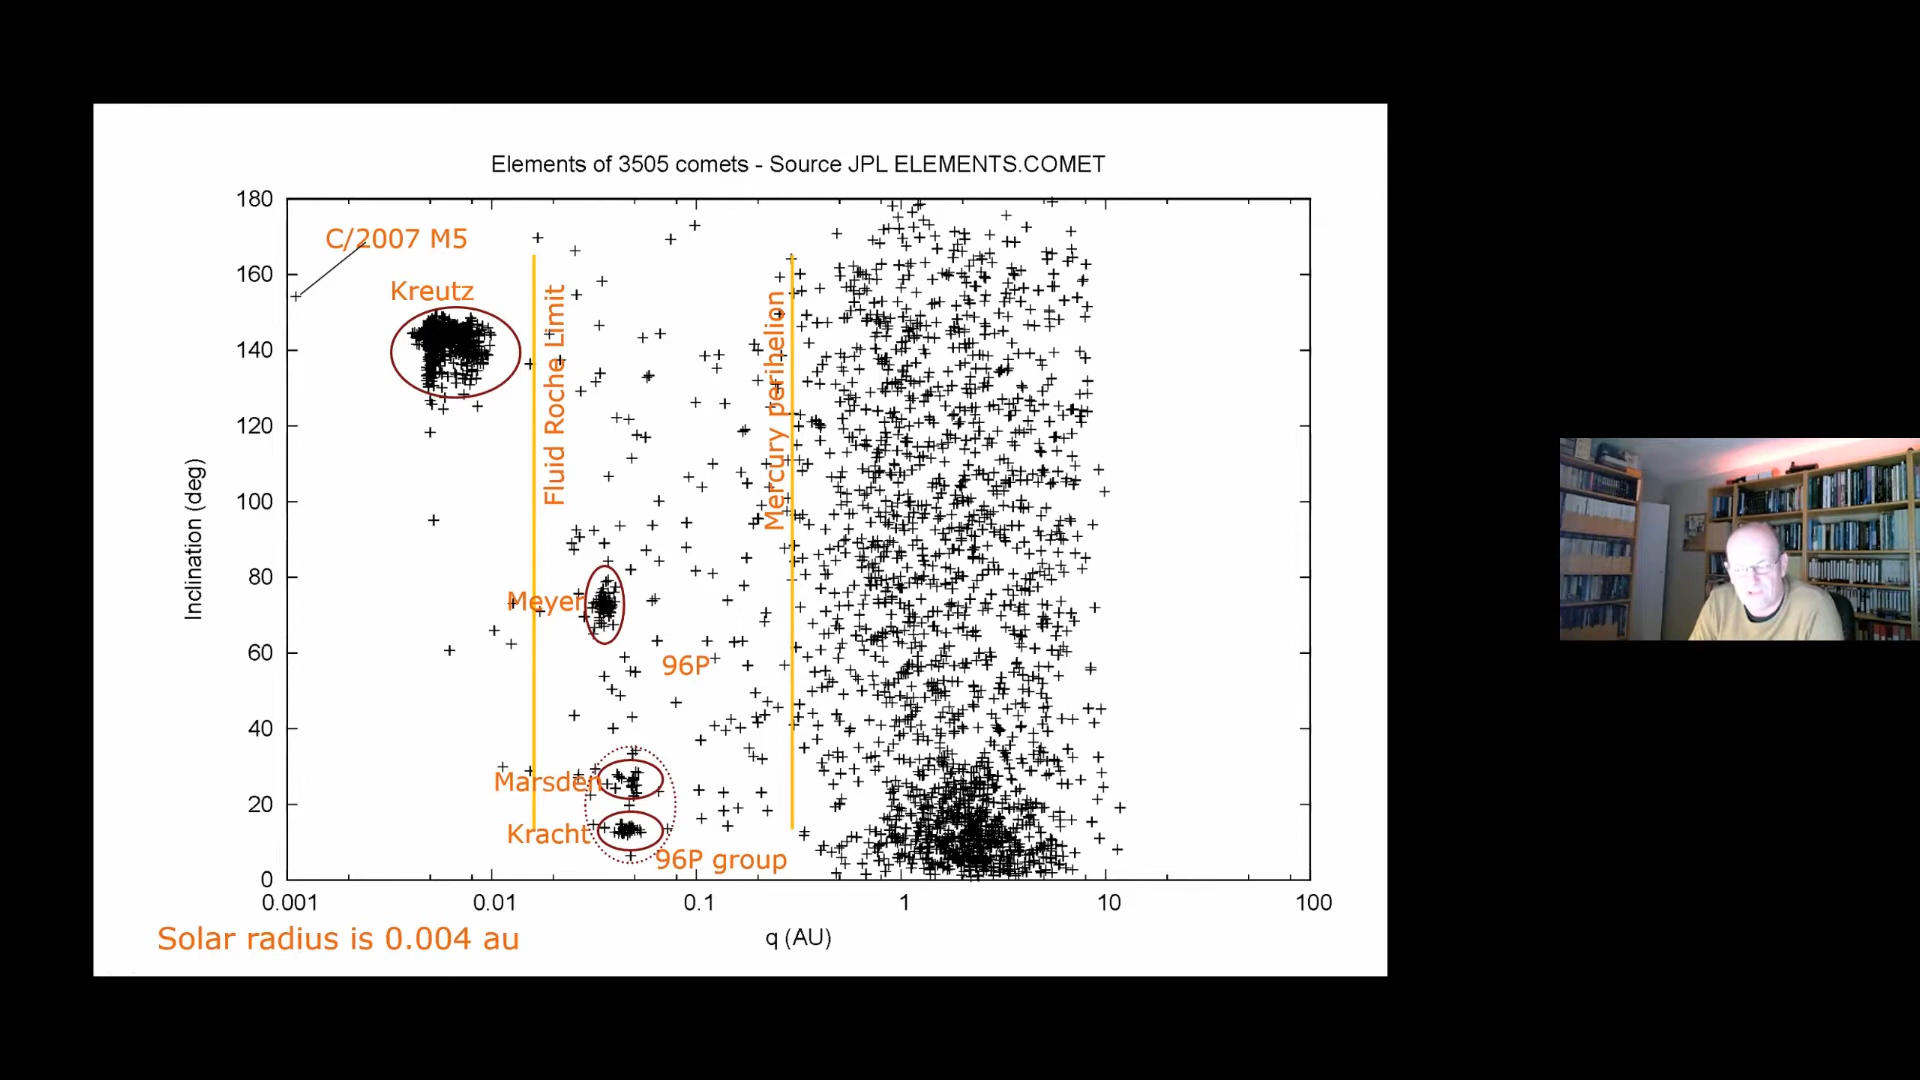 Elements of 3505 comets - Source JPL ELEMENTS.COMET
180
160
140
120
100
80
60
40
20
0
Inclination (deg)
C/2007 M5
Kreutz
Fluid Roche LImit
Mercury perihelion
Meyer
96P
Marsden
Kracht
96P group
0.001
0.01
0.1
1
10
100
q (AU)
Solar radius is 0.004 au